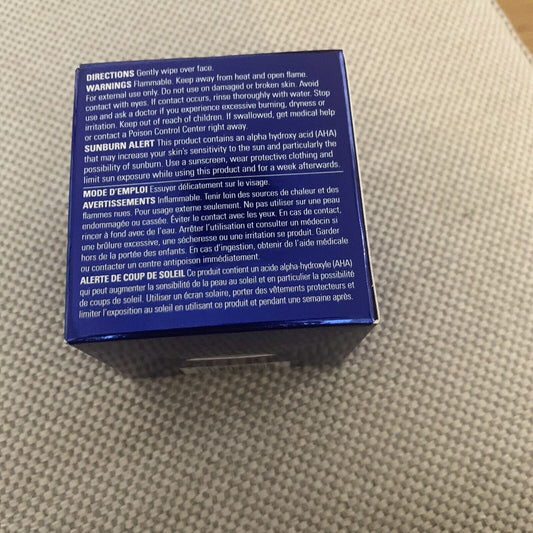 DIRECTIONS Gently wipe over face.
WARNINGS Flammable. Keep away from heat and open flame.
For external use only. Do not use on damaged or broken skin. Avoid
contact with eyes. If contact occurs, rinse thoroughly with water. Stop
use and ask a doctor if you experience excessive burning, dryness or
irritation. Keep out of reach of children. If swallowed, get medical help
or contact a Poison Control Center right away.
SUNBURN ALERT This product contains an alpha hydroxy acid (AHA)
that may increase your skin's sensitivity to the sun and particularly the
possibility of sunburn. Use a sunscreen, wear protective clothing and
limit sun exposure while using this product and for a week afterwards.
MODE D'EMPLOI Essuyer délicatement sur le visage.
AVERTISSEMENTS Inflammable. Tenir loin des sources de chaleur et des
flammes nues. Pour usage externe seulement. Ne pas utiliser sur une peau
endommagée ou cassée. Éviter le contact avec les yeux. En cas de contact,
rincer à fond avec de l'eau. Arrêter l'utilisation et consulter un médecin si
une brûlure excessive, une sécheresse ou une irritation se produit. Garder
hors de la portée des enfants. En cas d'ingestion, obtenir de l'aide médicale
ou contacter un centre antipoison immédiatement.
ALERTE DE COUP DE SOLEIL Ce produit contient un acide alpha-hydroxyle (AHA)
qui peut augmenter la sensibilité de la peau au soleil et en particulier la possibilité
de coups de soleil. Utiliser un écran solaire, porter des vêtements protecteurs et
limiter l'exposition au soleil en utilisant ce produit et pendant une semaine après.